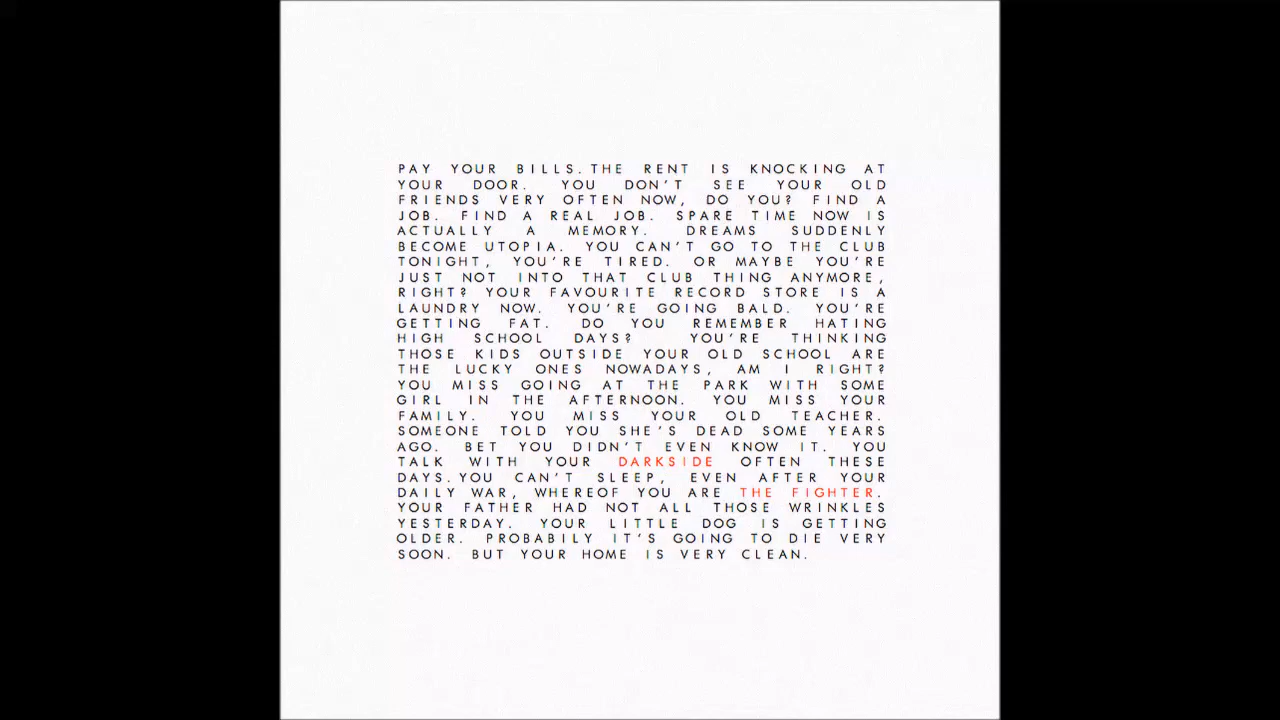 PAY YOUR BILLS. THE RENT IS KNOCKING AT
YOUR DOOR. YOU DON'T SEE YOUR OLD
FRIENDS VERY OFTEN NOW, DO YOU? FIND A
JOB. FIND A REAL JOB. SPARE TIME NOW IS
ACTUALLY A MEMORY. DREAMS SUDDENLY
BECOME UTOPIA. YOU CAN'T GO TO THE CLUB
TONIGHT, YOU'RE TIRED. OR MAYBE YOU'RE
JUST NOT INTO THAT CLUB THING ANYMORE,
RIGHT? YOUR FAVOURITE RECORD STORE IS A
LAUNDRY NOW. YOU'RE GOING BALD. YOU'RE
GETTING FAT. DO YOU REMEMBER HATING
HIGH SCHOOL DAYS? YOU'RE THINKING
THOSE KIDS OUTSIDE YOUR OLD SCHOOL ARE
THE LUCKY ONES NOWADAYS, AM I RIGHT?
YOU MISS GOING AT THE PARK WITH SOME
GIRL IN THE AFTERNOON. YOU MISS YOUR
FAMILY. YOU MISS YOUR OLD TEACHER.
SOMEONE TOLD YOU SHE'S DEAD SOME YEARS
AGO. BET YOU DIDN'T EVEN KNOW IT. YOU
TALK WITH YOUR DARKSIDE OFTEN THESE
DAYS. YOU CAN'T SLEEP, EVEN AFTER YOUR
DAILY WAR, WHEREOF YOU ARE THE FIGHTER.
YOUR FATHER HAD NOT ALL THOSE WRINKLES
YESTERDAY. YOUR LITTLE DOG IS GETTING
OLDER. PROBABILY IT'S GOING TO DIE VERY
SOON. BUT YOUR HOME IS VERY CLEAN.